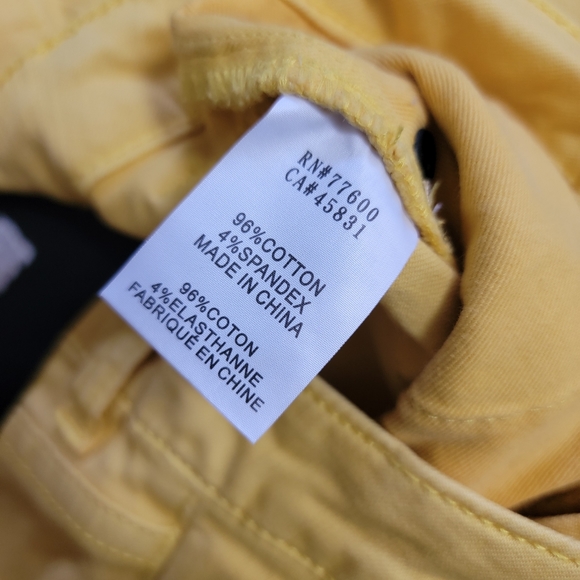 RN#77600
CA#45831
96%COTTON
4%SPANDEX
MADE IN CHINA
96%COTON
4%ELASTHANNE
FABRIQUÉ EN CHINE